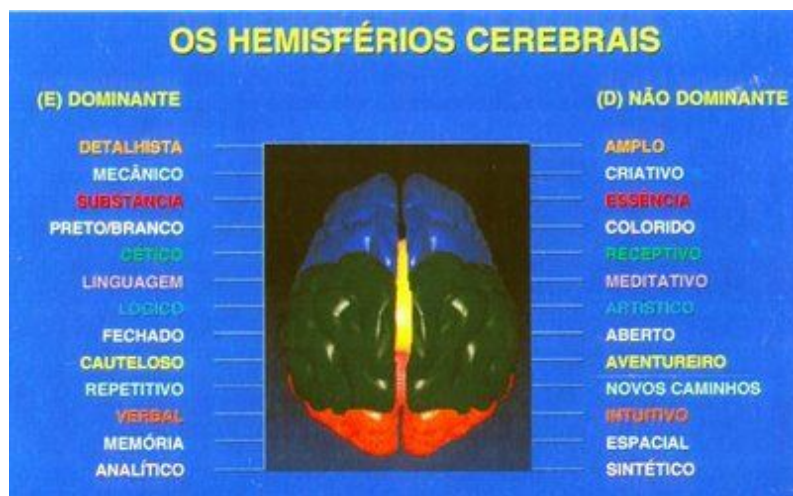 OS HEMISFÉRIOS CEREBRAIS
(E) DOMINANTE
(D) NÃO DOMINANTE
DETALHISTA
AMPLO
MECÂNICO
CRIATIVO
SUBSTÂNCIA
ESSÊNCIA
PRETO/BRANCO
COLORIDO
CÉTICO
RECEPTIVO
LINGUAGEM
MEDITATIVO
LÓGICO
ARTÍSTICO
FECHADO
ABERTO
CAUTELOSO
AVENTUREIRO
REPETITIVO
NOVOS CAMINHOS
VERBAL
INTUITIVO
MEMÓRIA
ESPACIAL
ANALÍTICO
SINTÉTICO